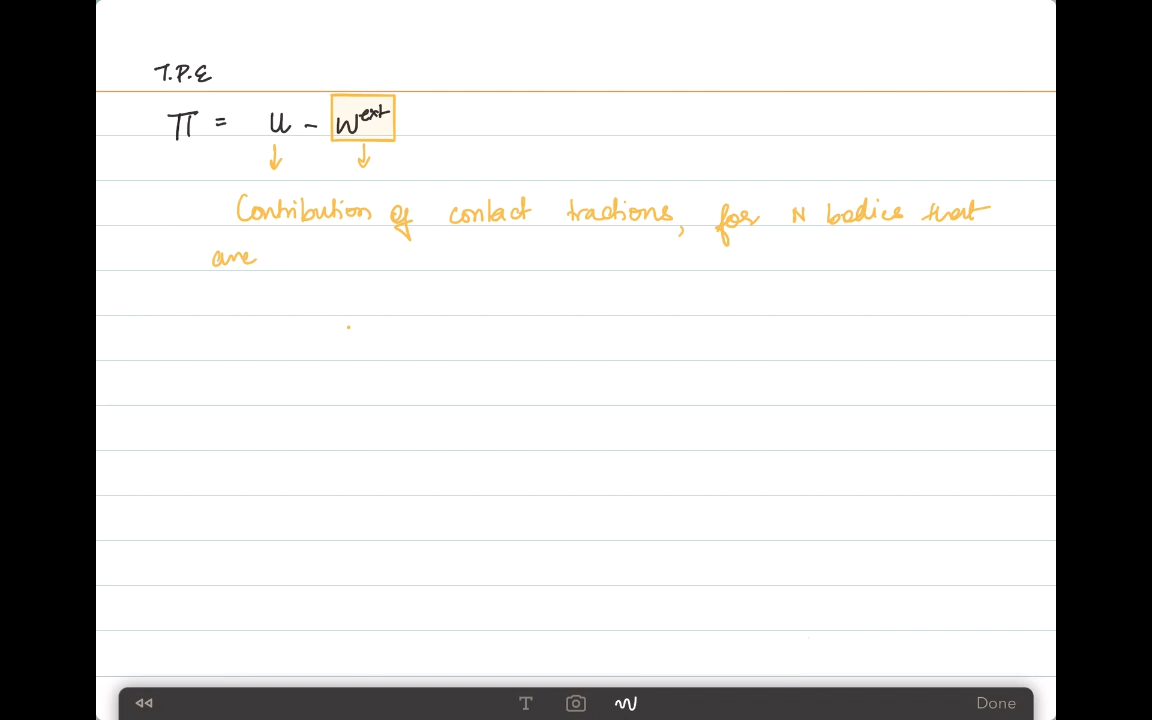 T.P.E
π = u - W^ext
Contribution of contact tractions, for N bodies that
are
T
Done